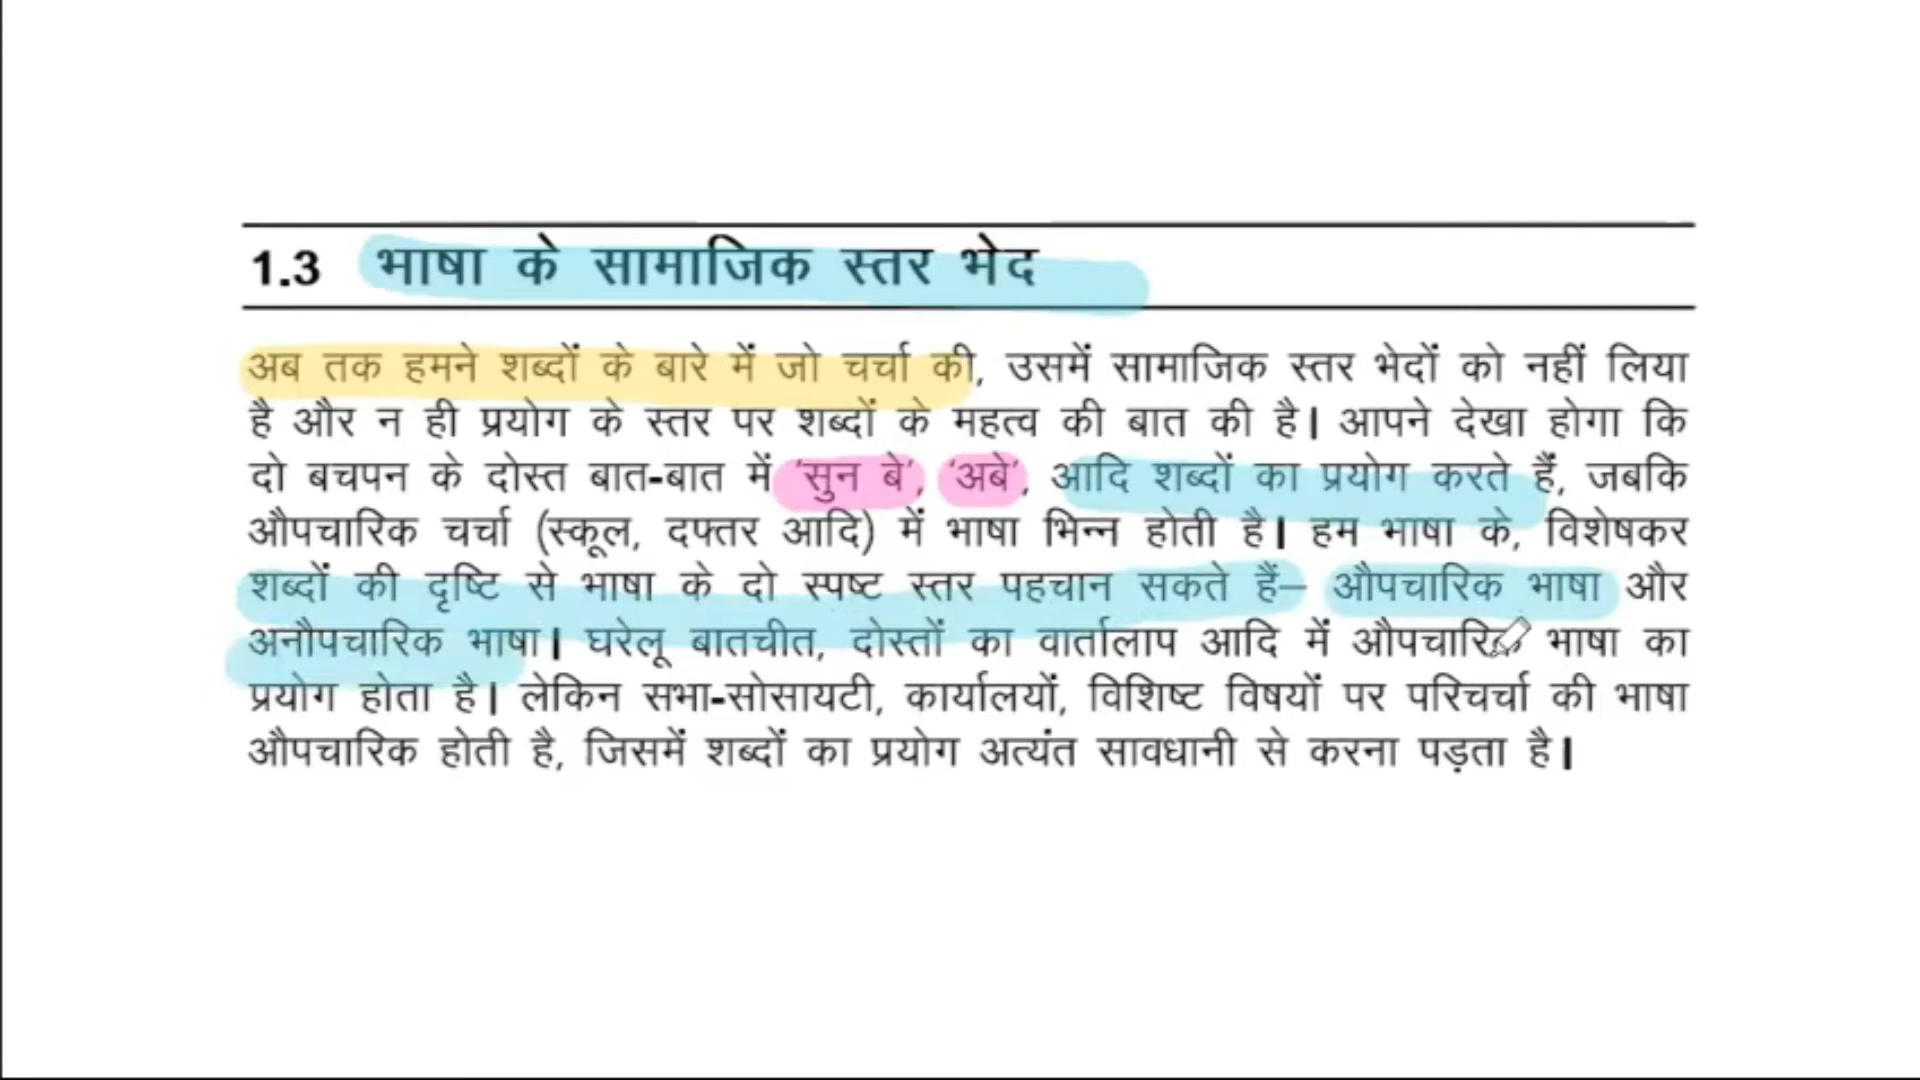 1.3 भाषा के सामाजिक स्तर भेद
अब तक हमने शब्दों के बारे में जो चर्चा की, उसमें सामाजिक स्तर भेदों को नहीं लिया
है और न ही प्रयोग के स्तर पर शब्दों के महत्व की बात की है। आपने देखा होगा कि
दो बचपन के दोस्त बात-बात में 'सुन बे', 'अबे', आदि शब्दों का प्रयोग करते हैं, जबकि
औपचारिक चर्चा (स्कूल, दफ्तर आदि) में भाषा भिन्न होती है। हम भाषा के, विशेषकर
शब्दों की दृष्टि से भाषा के दो स्पष्ट स्तर पहचान सकते हैं– औपचारिक भाषा और
अनौपचारिक भाषा। घरेलू बातचीत, दोस्तों का वार्तालाप आदि में औपचारिक भाषा का
प्रयोग होता है। लेकिन सभा-सोसायटी, कार्यालयों, विशिष्ट विषयों पर परिचर्चा की भाषा
औपचारिक होती है, जिसमें शब्दों का प्रयोग अत्यंत सावधानी से करना पड़ता है।